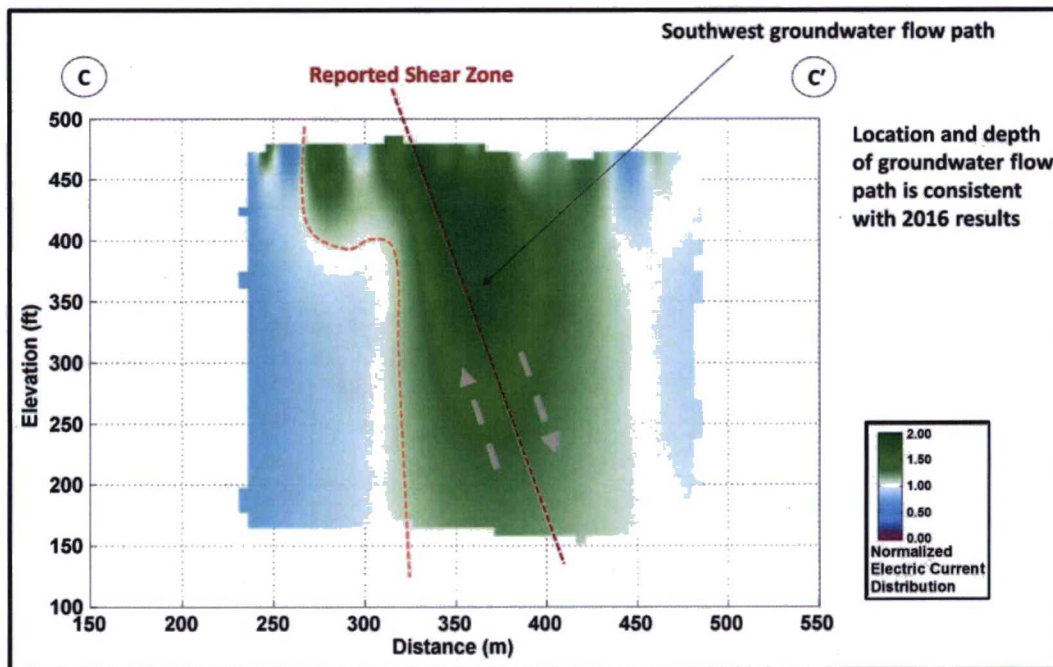 Southwest groundwater flow path
C
Reported Shear Zone
C'
Location and depth
of groundwater flow
path is consistent
with 2016 results
500
450
400
350
300
250
200
150
100
Elevation (ft)
150
200
250
300
350
400
450
500
550
Distance (m)
2.00
1.50
1.00
0.50
0.00
Normalized
Electric Current
Distribution